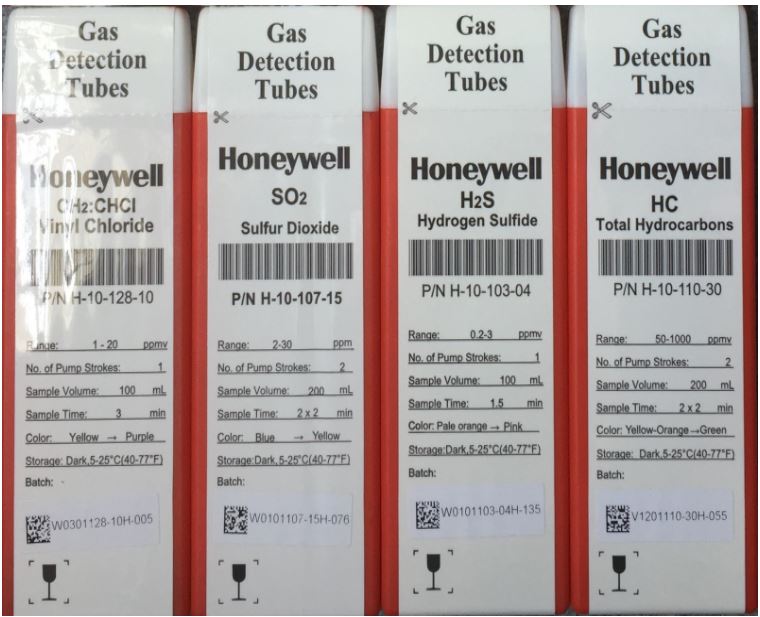 Gas
Detection
Tubes
Honeywell
CH2:CHCl
Vinyl Chloride
P/N H-10-128-10
Range: 1 - 20 ppmv
No. of Pump Strokes: 1
Sample Volume: 100 mL
Sample Time: 3 min
Color: Yellow → Purple
Storage: Dark,5-25°C(40-77°F)
Batch:
W0301128-10H-005
Gas
Detection
Tubes
Honeywell
SO2
Sulfur Dioxide
P/N H-10-107-15
Range: 2-30 ppm
No. of Pump Strokes: 2
Sample Volume: 200 mL
Sample Time: 2 x 2 min
Color: Blue → Yellow
Storage:Dark,5-25°C(40-77°F)
Batch:
W0101107-15H-076
Gas
Detection
Tubes
Honeywell
H2S
Hydrogen Sulfide
P/N H-10-103-04
Range: 0.2-3 ppmv
No. of Pump Strokes: 1
Sample Volume: 100 mL
Sample Time: 1.5 min
Color: Pale orange → Pink
Storage:Dark,5-25°C(40-77°F)
Batch:
W0101103-04H-135
Gas
Detection
Tubes
Honeywell
HC
Total Hydrocarbons
P/N H-10-110-30
Range: 50-1000 ppmv
No. of Pump Strokes: 2
Sample Volume: 200 mL
Sample Time: 2 x 2 min
Color: Yellow-Orange→Green
Storage: Dark,5-25°C(40-77°F)
Batch:
V1201110-30H-055